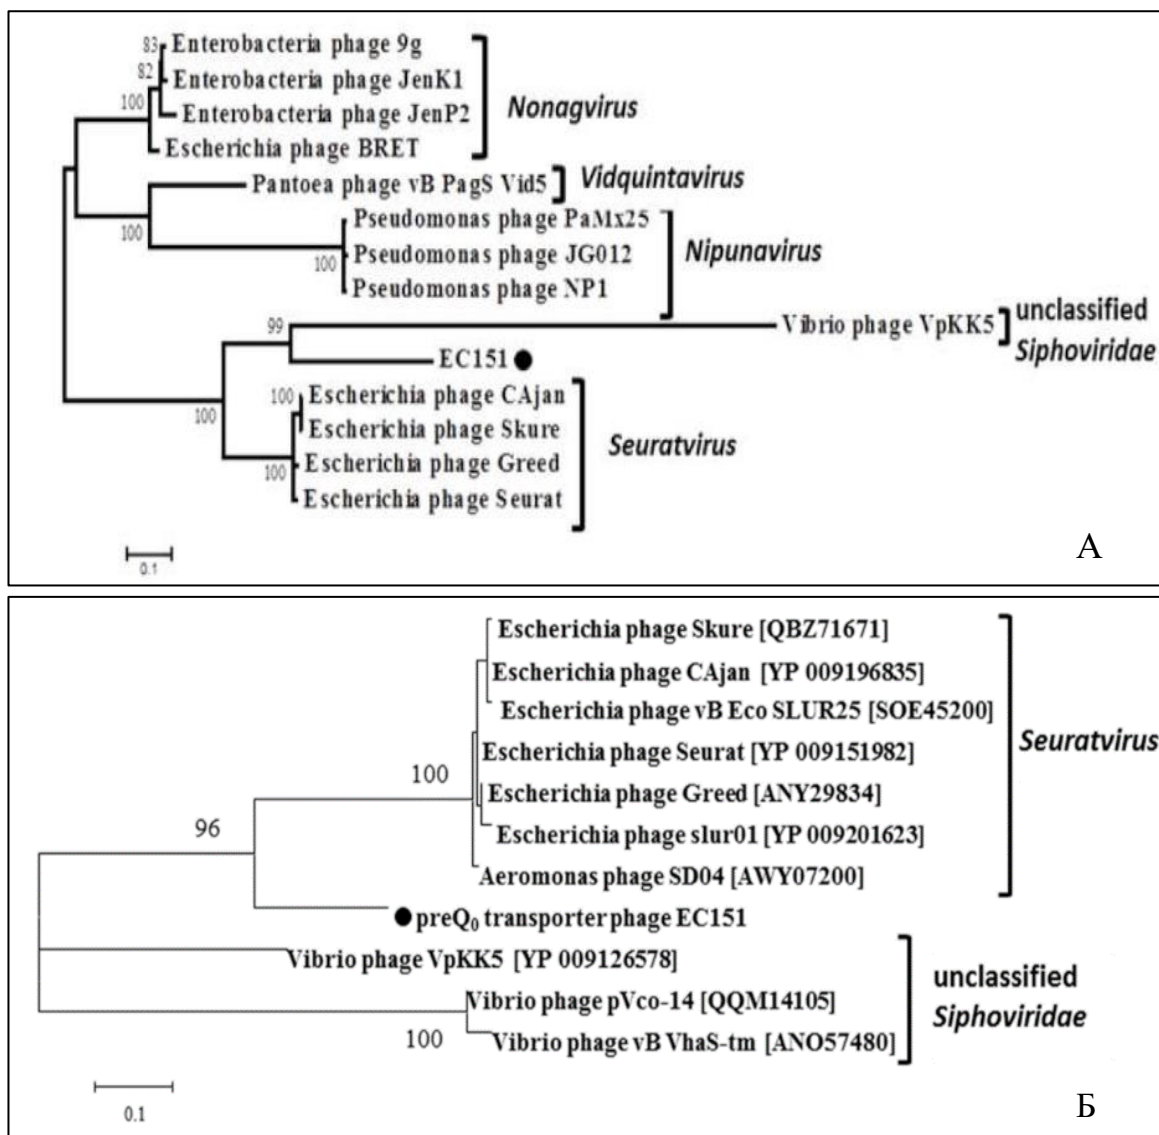 83
Enterobacteria phage 9g
82
Enterobacteria phage JenK1
100
Enterobacteria phage JenP2
Nonagvirus
Escherichia phage BRET
Pantoea phage vB PagS Vid5
Vidquintavirus
100
Pseudomonas phage PaMx25
Pseudomonas phage JG012
100
Pseudomonas phage NP1
Nipunavirus
99
Vibrio phage VpKK5
unclassified
Siphoviridae
EC151
100
100
Escherichia phage CAjan
Escherichia phage Skure
100
Escherichia phage Greed
Escherichia phage Seurat
Seuratvirus
0.1
А
Escherichia phage Skure [QBZ71671]
Escherichia phage CAjan [YP 009196835]
Escherichia phage vB Eco SLUR25 [SOE45200]
Escherichia phage Seurat [YP 009151982]
Seuratvirus
100
Escherichia phage Greed [ANY29834]
96
Escherichia phage slur01 [YP 009201623]
Aeromonas phage SD04 [AWY07200]
preQ₀ transporter phage EC151
Vibrio phage VpKK5 [YP 009126578]
unclassified
Siphoviridae
Vibrio phage pVco-14 [QQM14105]
100
Vibrio phage vB VhaS-tm [ANO57480]
0.1
Б